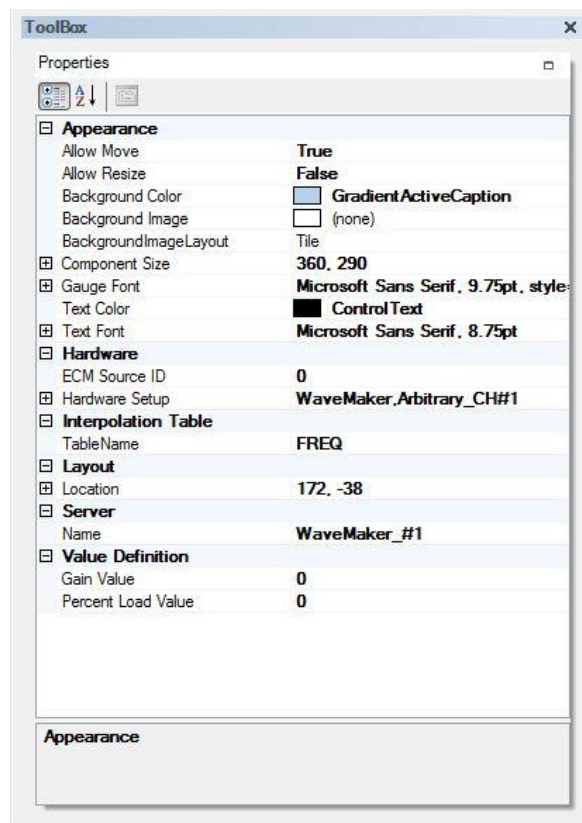 ToolBox
Properties
Appearance
Allow Move True
Allow Resize False
Background Color GradientActiveCaption
Background Image (none)
BackgroundImageLayout Tile
Component Size 360, 290
Gauge Font Microsoft Sans Serif, 9.75pt, style=
Text Color ControlText
Text Font Microsoft Sans Serif, 8.75pt
Hardware
ECM Source ID 0
Hardware Setup WaveMaker,Arbitrary_CH#1
Interpolation Table
TableName FREQ
Layout
Location 172, -38
Server
Name WaveMaker_#1
Value Definition
Gain Value 0
Percent Load Value 0
Appearance